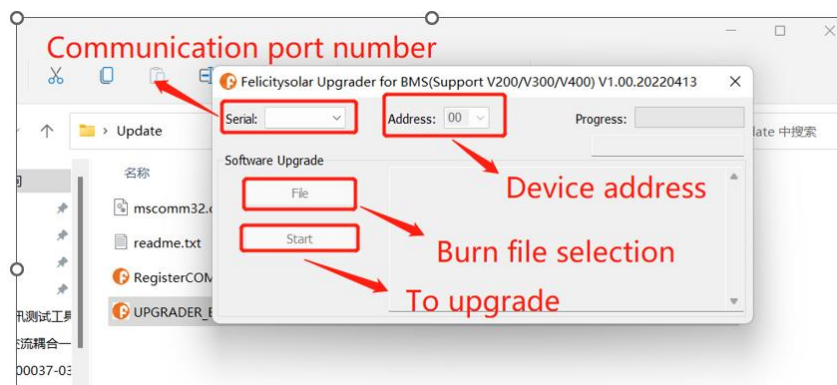 Communication port number
Felicitysolar Upgrader for BMS(Support V200/V300/V400) V1.00.20220413
Serial:
Address: 00
Progress:
Update
中搜索
Software Upgrade
名称
File
Device address
mscomm32.
Start
readme.txt
Burn file selection
RegisterCOM
To upgrade
UPGRADER_
讯测试工具
交流耦合一
00037-03